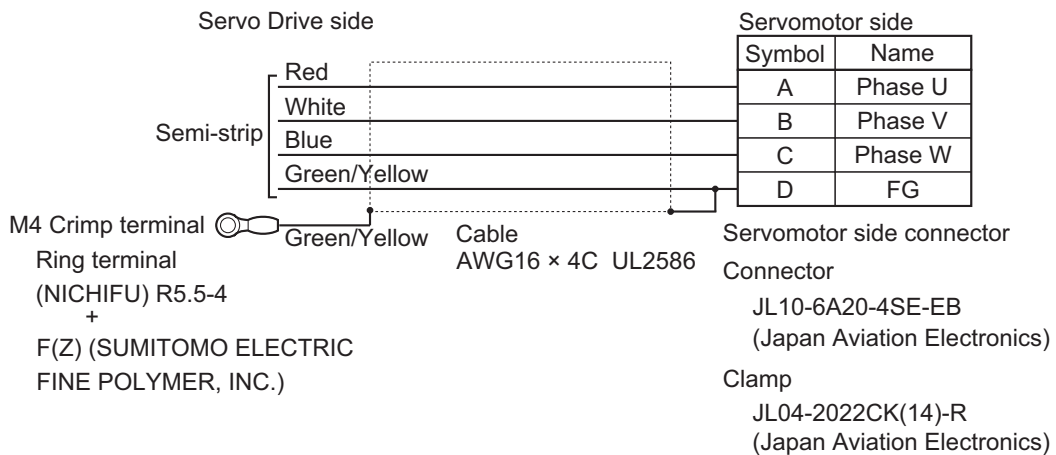 Servo Drive side
Servomotor side
Symbol Name
Red
A Phase U
White
B Phase V
Semi-strip
Blue
C Phase W
Green/Yellow
D FG
M4 Crimp terminal
Green/Yellow
Ring terminal
(NICHIFU) R5.5-4
+
F(Z) (SUMITOMO ELECTRIC
FINE POLYMER, INC.)
Cable
AWG16 × 4C UL2586
Servomotor side connector
Connector
JL10-6A20-4SE-EB
(Japan Aviation Electronics)
Clamp
JL04-2022CK(14)-R
(Japan Aviation Electronics)